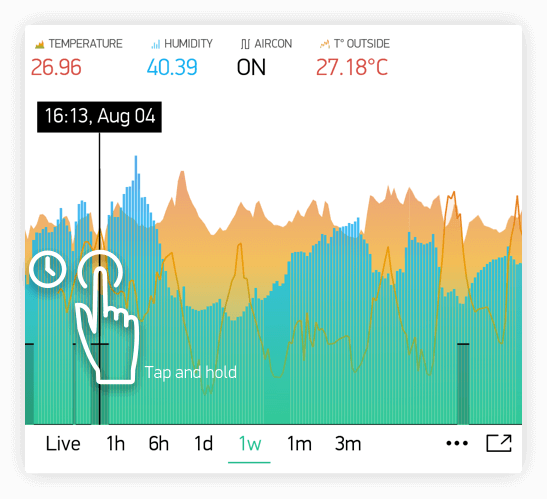 TEMPERATURE HUMIDITY AIRCON T° OUTSIDE
26.96 40.39 ON 27.18°C
16:13, Aug 04
Tap and hold
Live 1h 6h 1d 1w 1m 3m